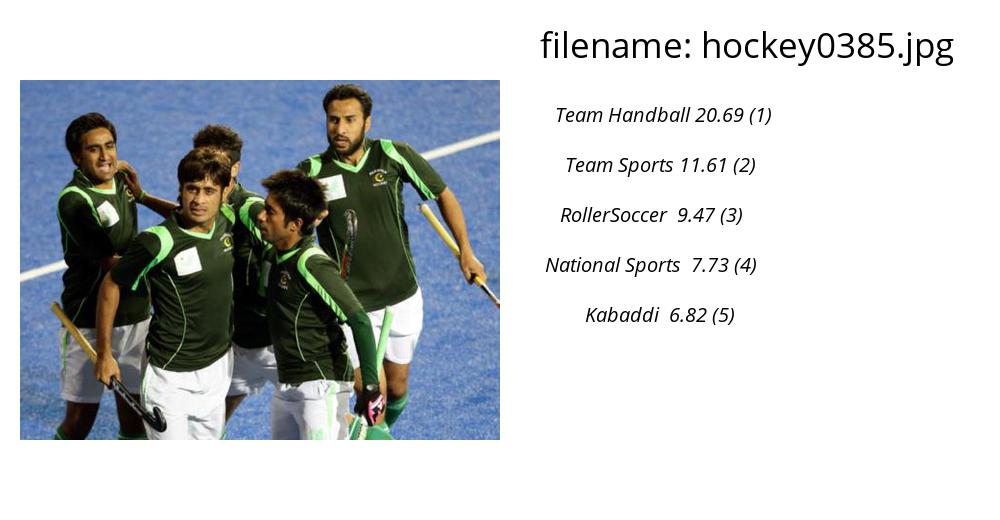 filename: hockey0385.jpg
Team Handball 20.69 (1)
Team Sports 11.61 (2)
RollerSoccer 9.47 (3)
National Sports 7.73 (4)
Kabaddi 6.82 (5)